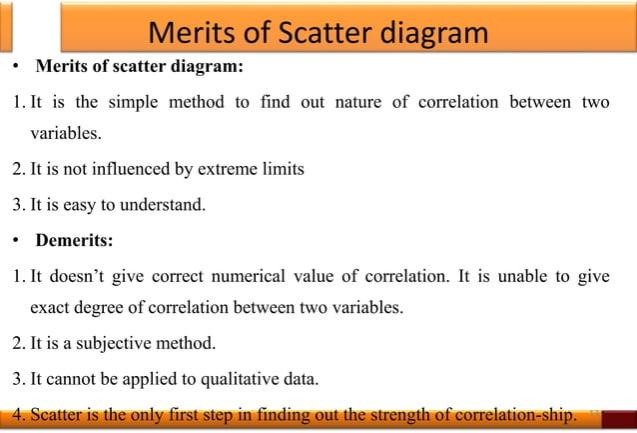 Merits of Scatter diagram
• Merits of scatter diagram:
1. It is the simple method to find out nature of correlation between two
variables.
2. It is not influenced by extreme limits
3. It is easy to understand.
• Demerits:
1. It doesn’t give correct numerical value of correlation. It is unable to give
exact degree of correlation between two variables.
2. It is a subjective method.
3. It cannot be applied to qualitative data.
4. Scatter is the only first step in finding out the strength of correlation-ship.